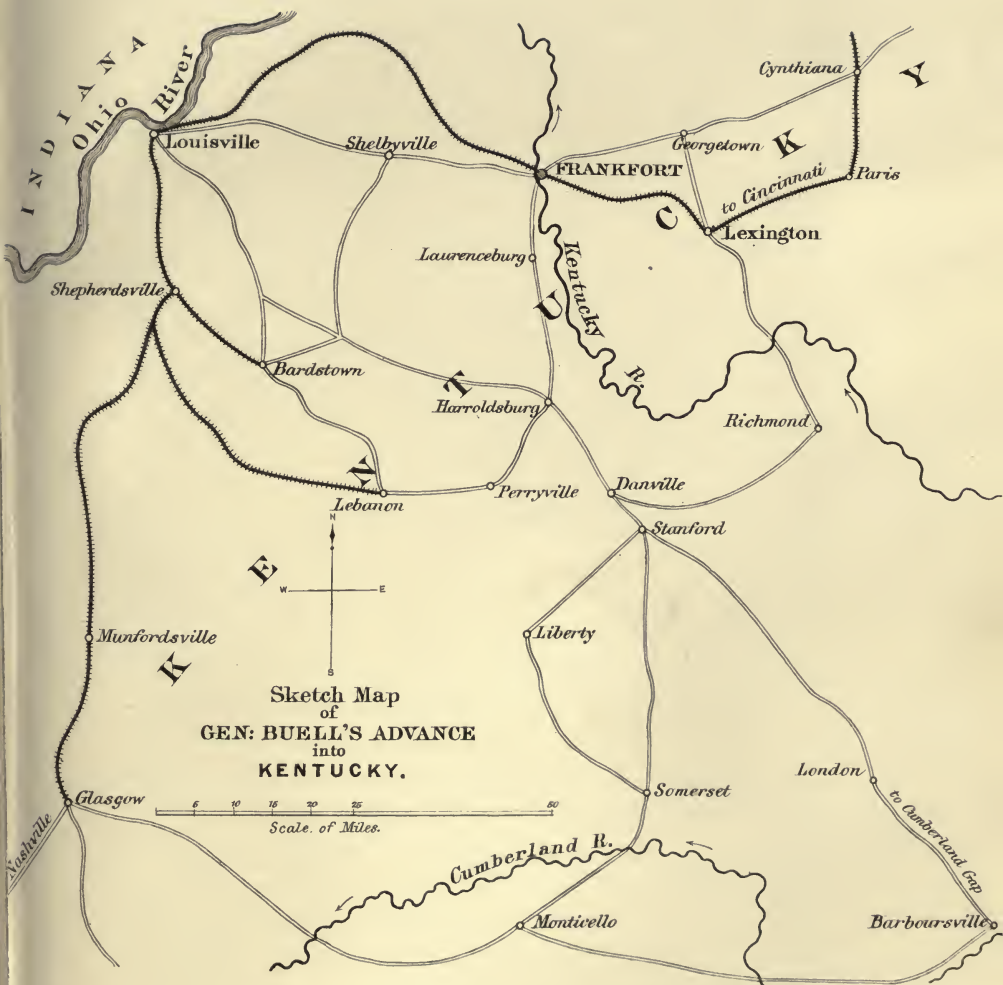 INDIANA
Ohio River
Louisville
Shelbyville
FRANKFORT
Georgetown
Cynthiana
to Cincinnati
Paris
Lexington
Laurenceburg
Kentucky R.
Shepherdsville
Bardstown
Harroldsburg
Richmond
Lebanon
Perryville
Danville
Stanford
KENTUCKY
N
W E
S
Liberty
Munfordsville
Sketch Map
of
GEN: BUELL'S ADVANCE
into
KENTUCKY.
5 10 15 20 25 50
Scale of Miles.
London
to Cumberland Gap
Somerset
Glasgow
Nashville
Cumberland R.
Monticello
Barboursville